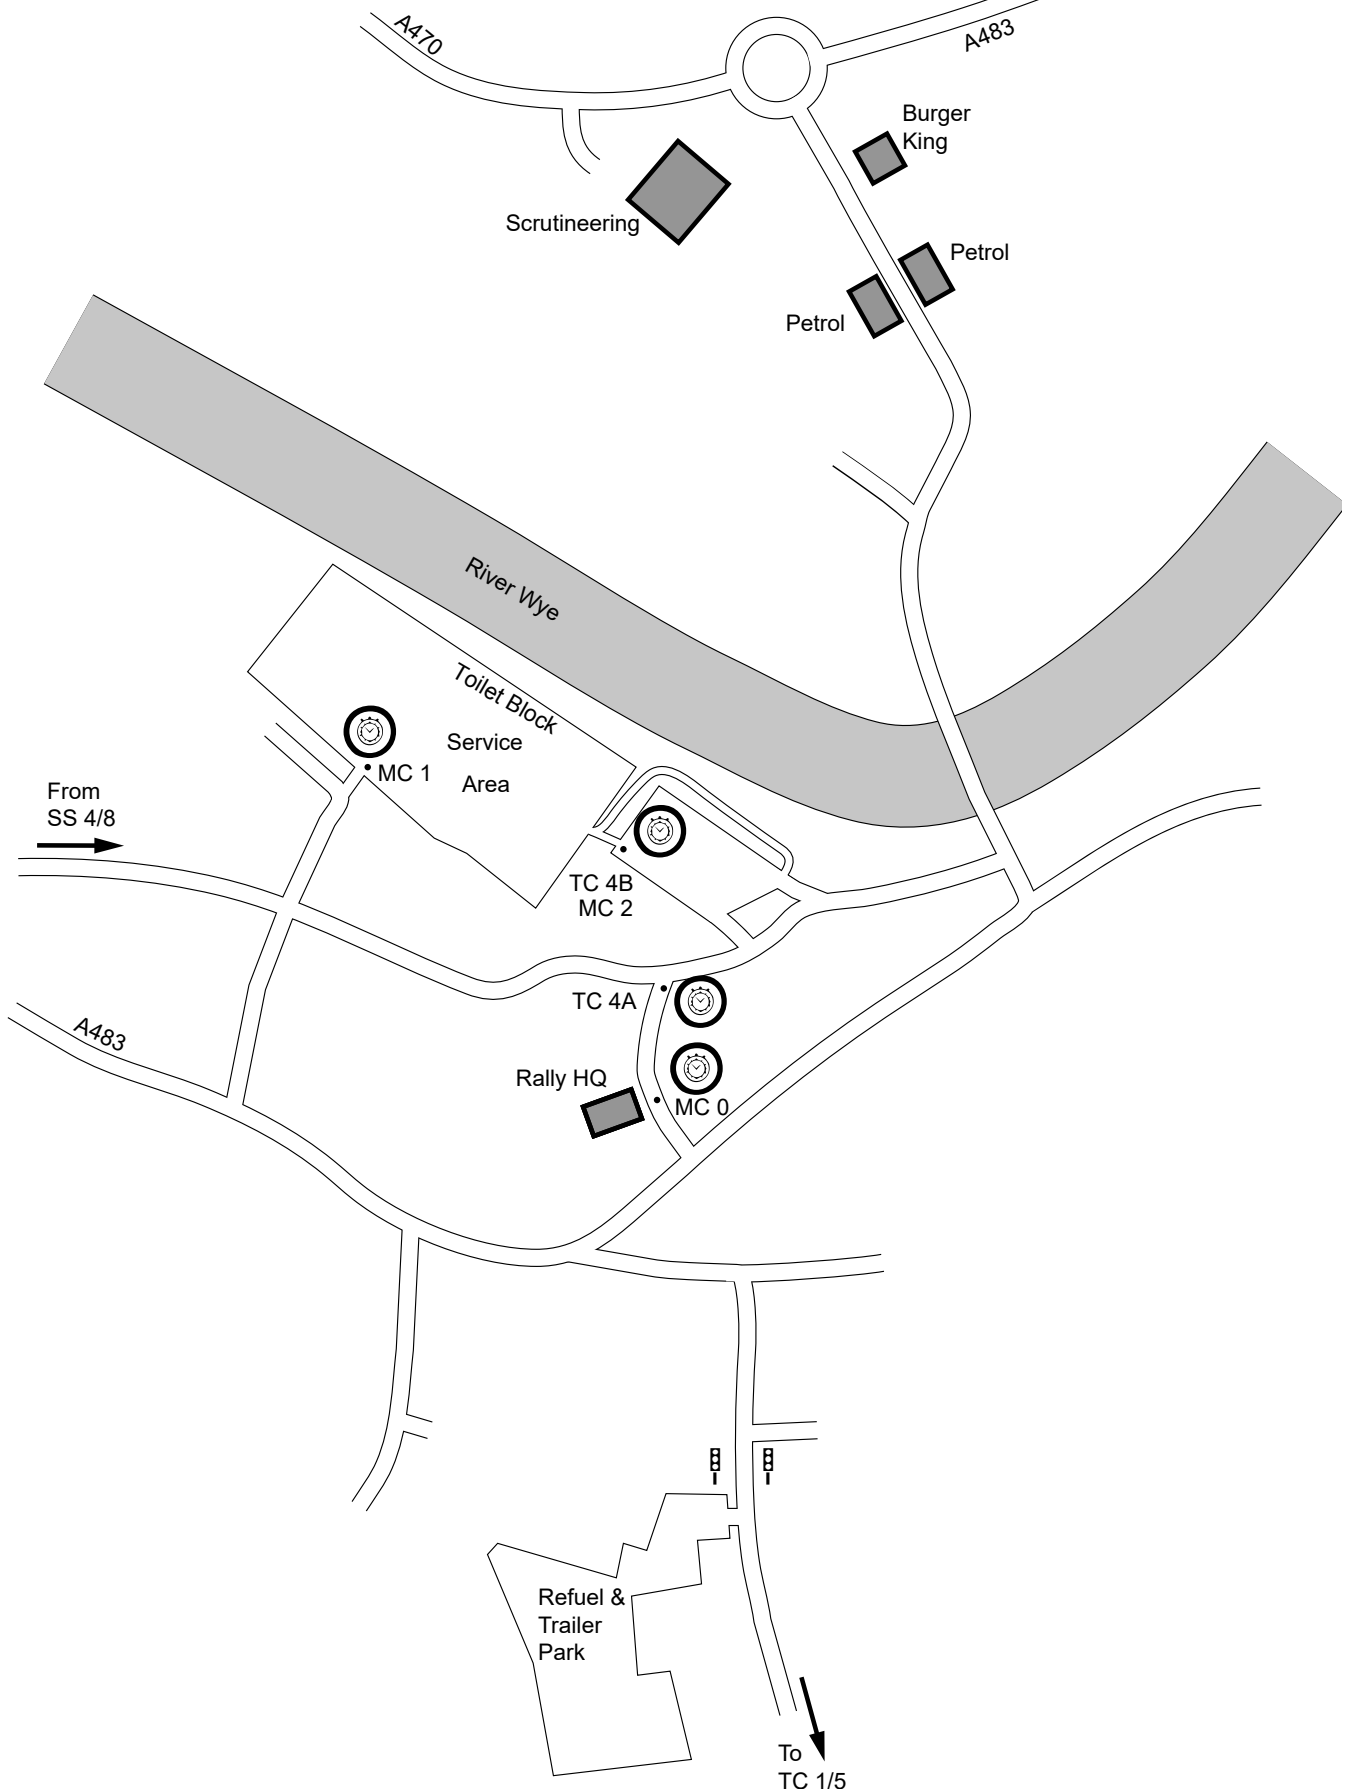 A470
A483
Burger
King
Scrutineering
Petrol
Petrol
River Wye
Toilet Block
Service
Area
MC 1
From
SS 4/8
TC 4B
MC 2
TC 4A
A483
Rally HQ
MC 0
Refuel &
Trailer
Park
To
TC 1/5